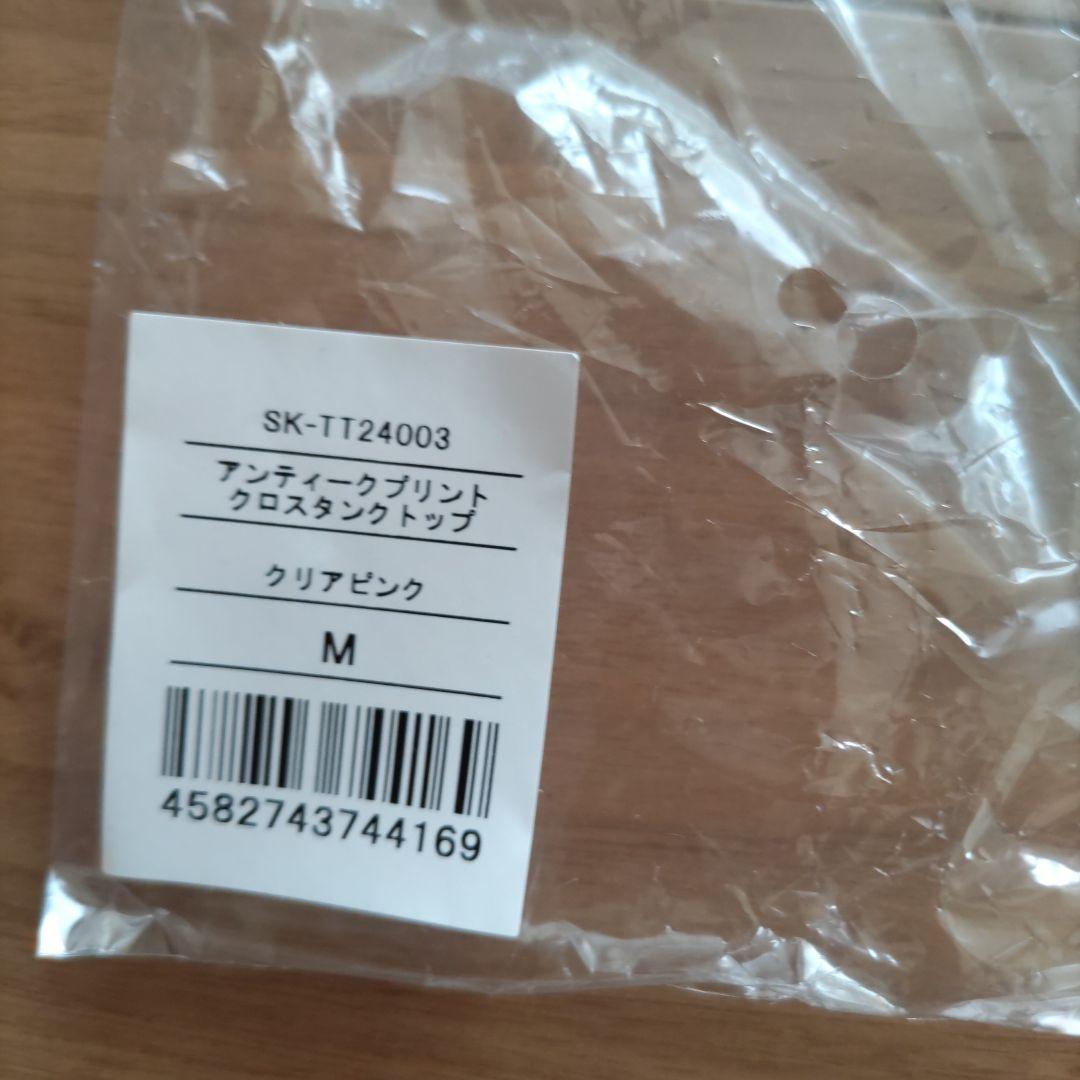 SK-TT24003
アンティークプリント
クロスタンクトップ
クリアピンク
M
4582743744169